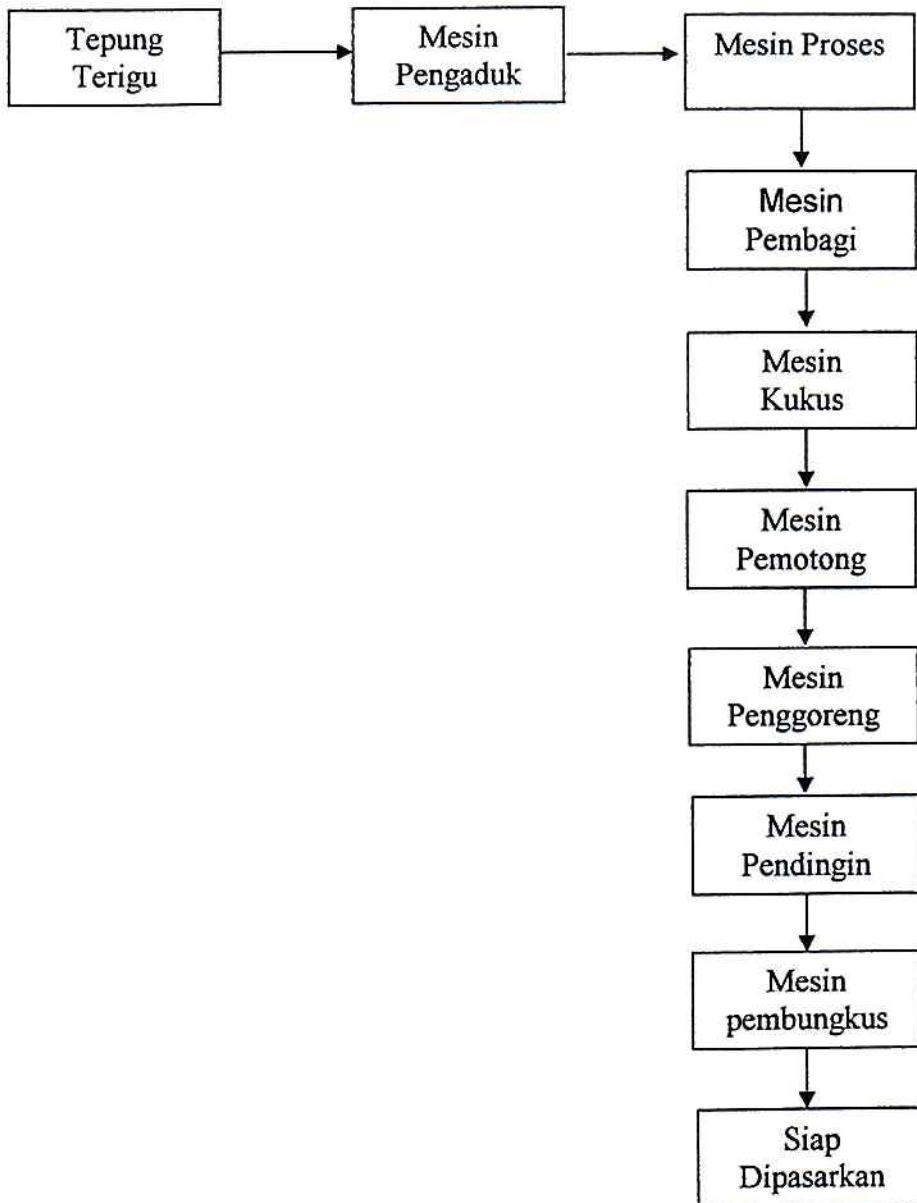 Tepung
Terigu
Mesin
Pengaduk
Mesin Proses
Mesin
Pembagi
Mesin
Kukus
Mesin
Pemotong
Mesin
Penggoreng
Mesin
Pendingin
Mesin
pembungkus
Siap
Dipasarkan